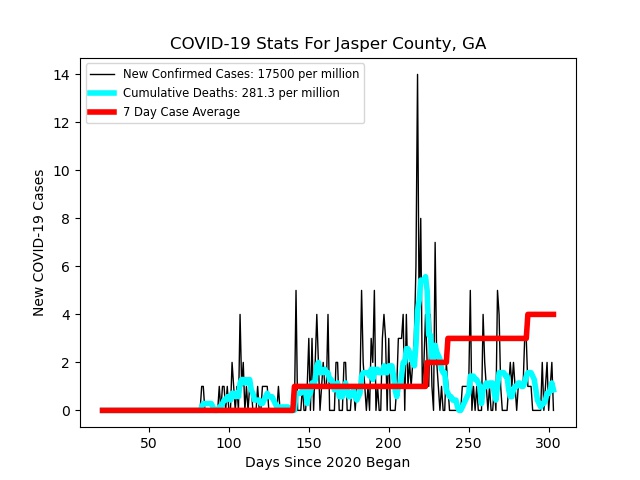 COVID-19 Stats For Jasper County, GA
New Confirmed Cases: 17500 per million
Cumulative Deaths: 281.3 per million
7 Day Case Average
New COVID-19 Cases
14
12
10
8
6
4
2
0
50
100
150
200
250
300
Days Since 2020 Began